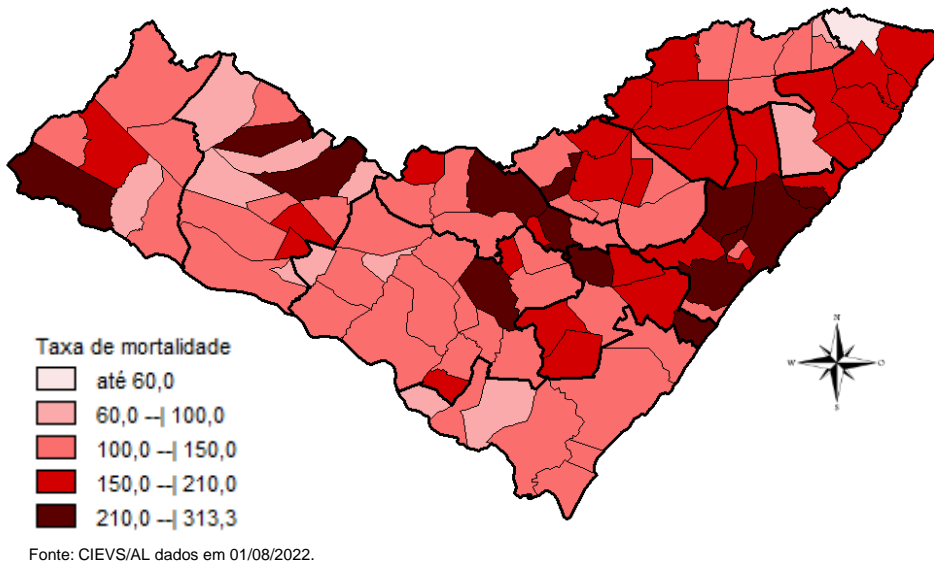 N
W
O
S
Taxa de mortalidade
até 60,0
60,0 --| 100,0
100,0 --| 150,0
150,0 --| 210,0
210,0 --| 313,3
Fonte: CIEVS/AL dados em 01/08/2022.